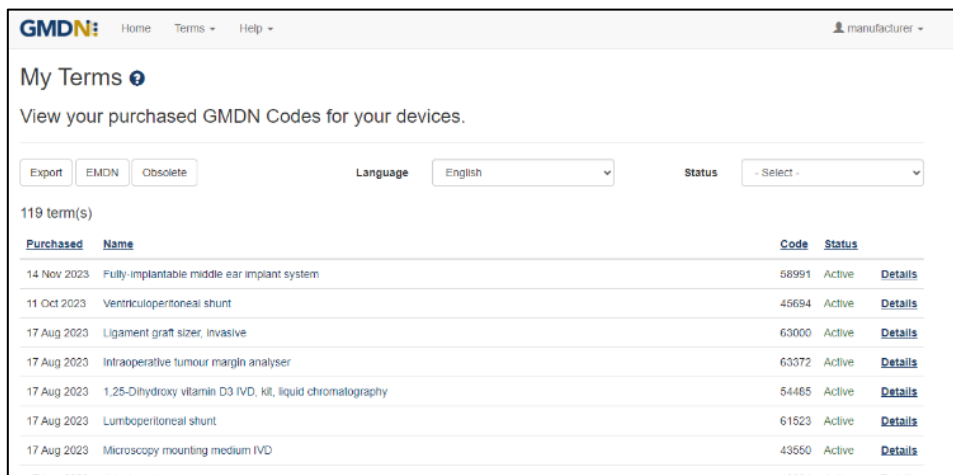 GMDN Home Terms Help manufacturer
My Terms ?
View your purchased GMDN Codes for your devices.
Export EMDN Obsolete Language English Status - Select -
119 term(s)
Purchased Name Code Status
14 Nov 2023 Fully-implantable middle ear implant system 58991 Active Details
11 Oct 2023 Ventriculoperitoneal shunt 45694 Active Details
17 Aug 2023 Ligament graft sizer, invasive 63000 Active Details
17 Aug 2023 Intraoperative tumour margin analyser 63372 Active Details
17 Aug 2023 1,25-Dihydroxy vitamin D3 IVD, kit, liquid chromatography 54485 Active Details
17 Aug 2023 Lumboperitoneal shunt 61523 Active Details
17 Aug 2023 Microscopy mounting medium IVD 43550 Active Details